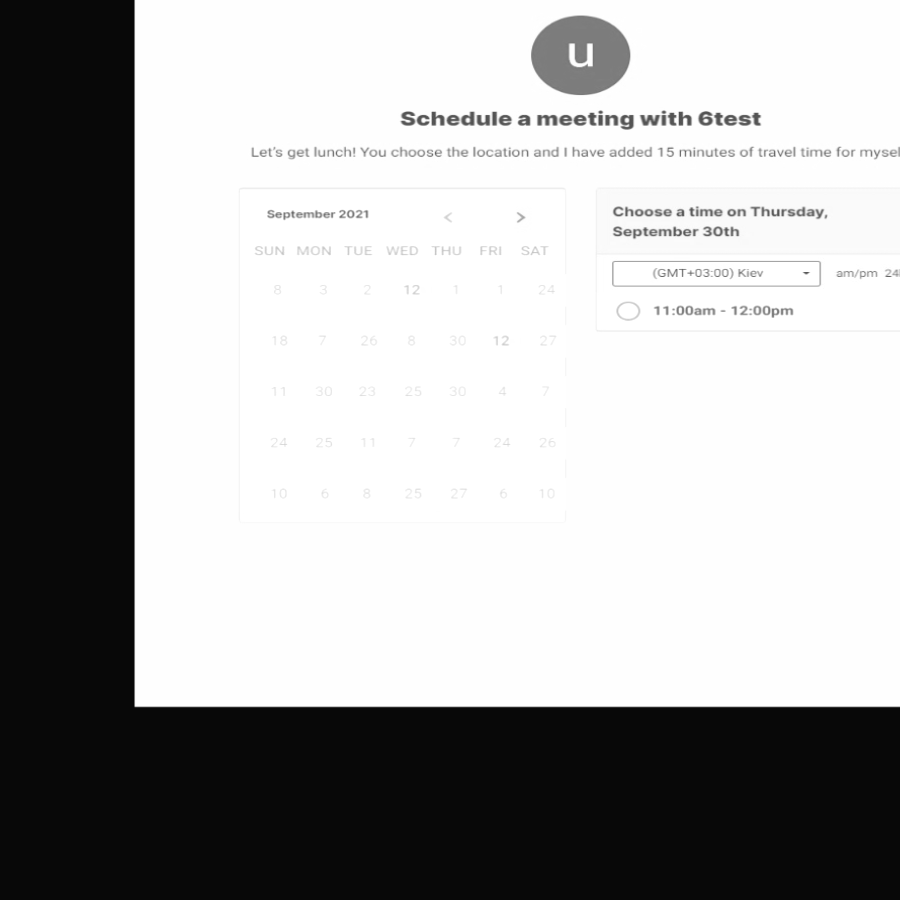 u
Schedule a meeting with 6test
Let's get lunch! You choose the location and I have added 15 minutes of travel time for mysel
September 2021 < >
SUN MON TUE WED THU FRI SAT
8 3 2 12 1 1 24
18 7 26 8 30 12 27
11 30 23 25 30 4 7
24 25 11 7 7 24 26
10 6 8 25 27 6 10
Choose a time on Thursday,
September 30th
(GMT+03:00) Kiev am/pm 24
11:00am - 12:00pm